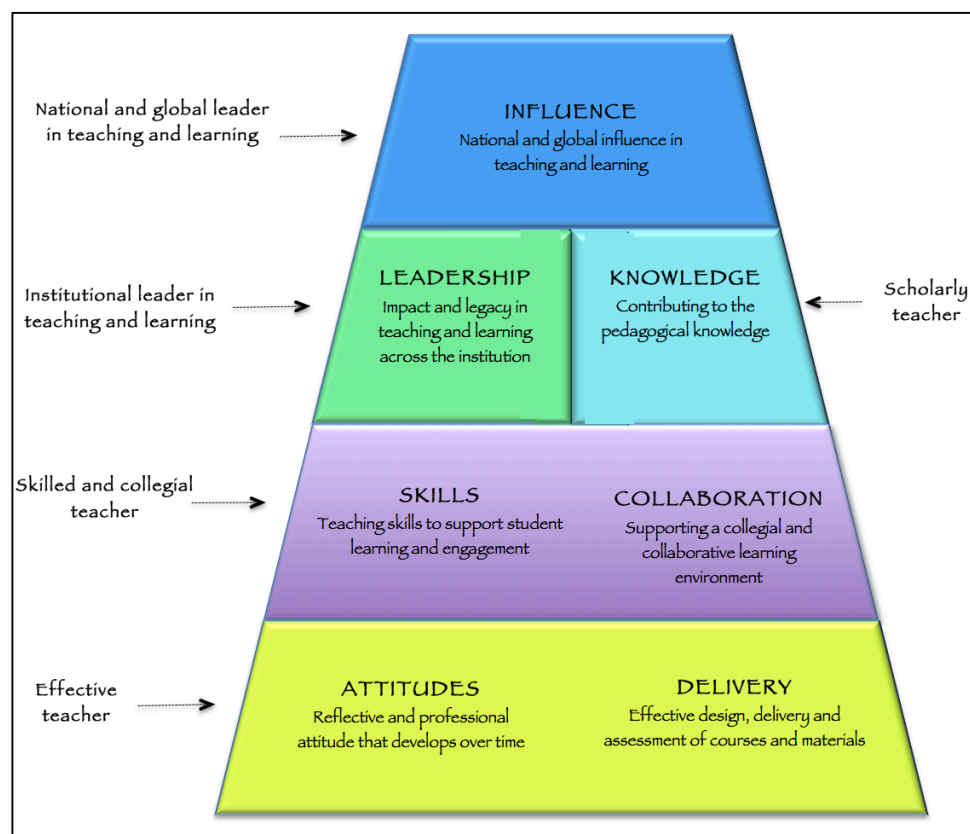 National and global leader
in teaching and learning
INFLUENCE
National and global influence in
teaching and learning
Institutional leader in
teaching and learning
LEADERSHIP
Impact and legacy in
teaching and learning
across the institution
KNOWLEDGE
Contributing to the
pedagogical knowledge
Scholarly
teacher
Skilled and collegial
teacher
SKILLS
Teaching skills to support student
learning and engagement
COLLABORATION
Supporting a collegial and
collaborative learning
environment
Effective
teacher
ATTITUDES
Reflective and professional
attitude that develops over time
DELIVERY
Effective design, delivery and
assessment of courses and materials